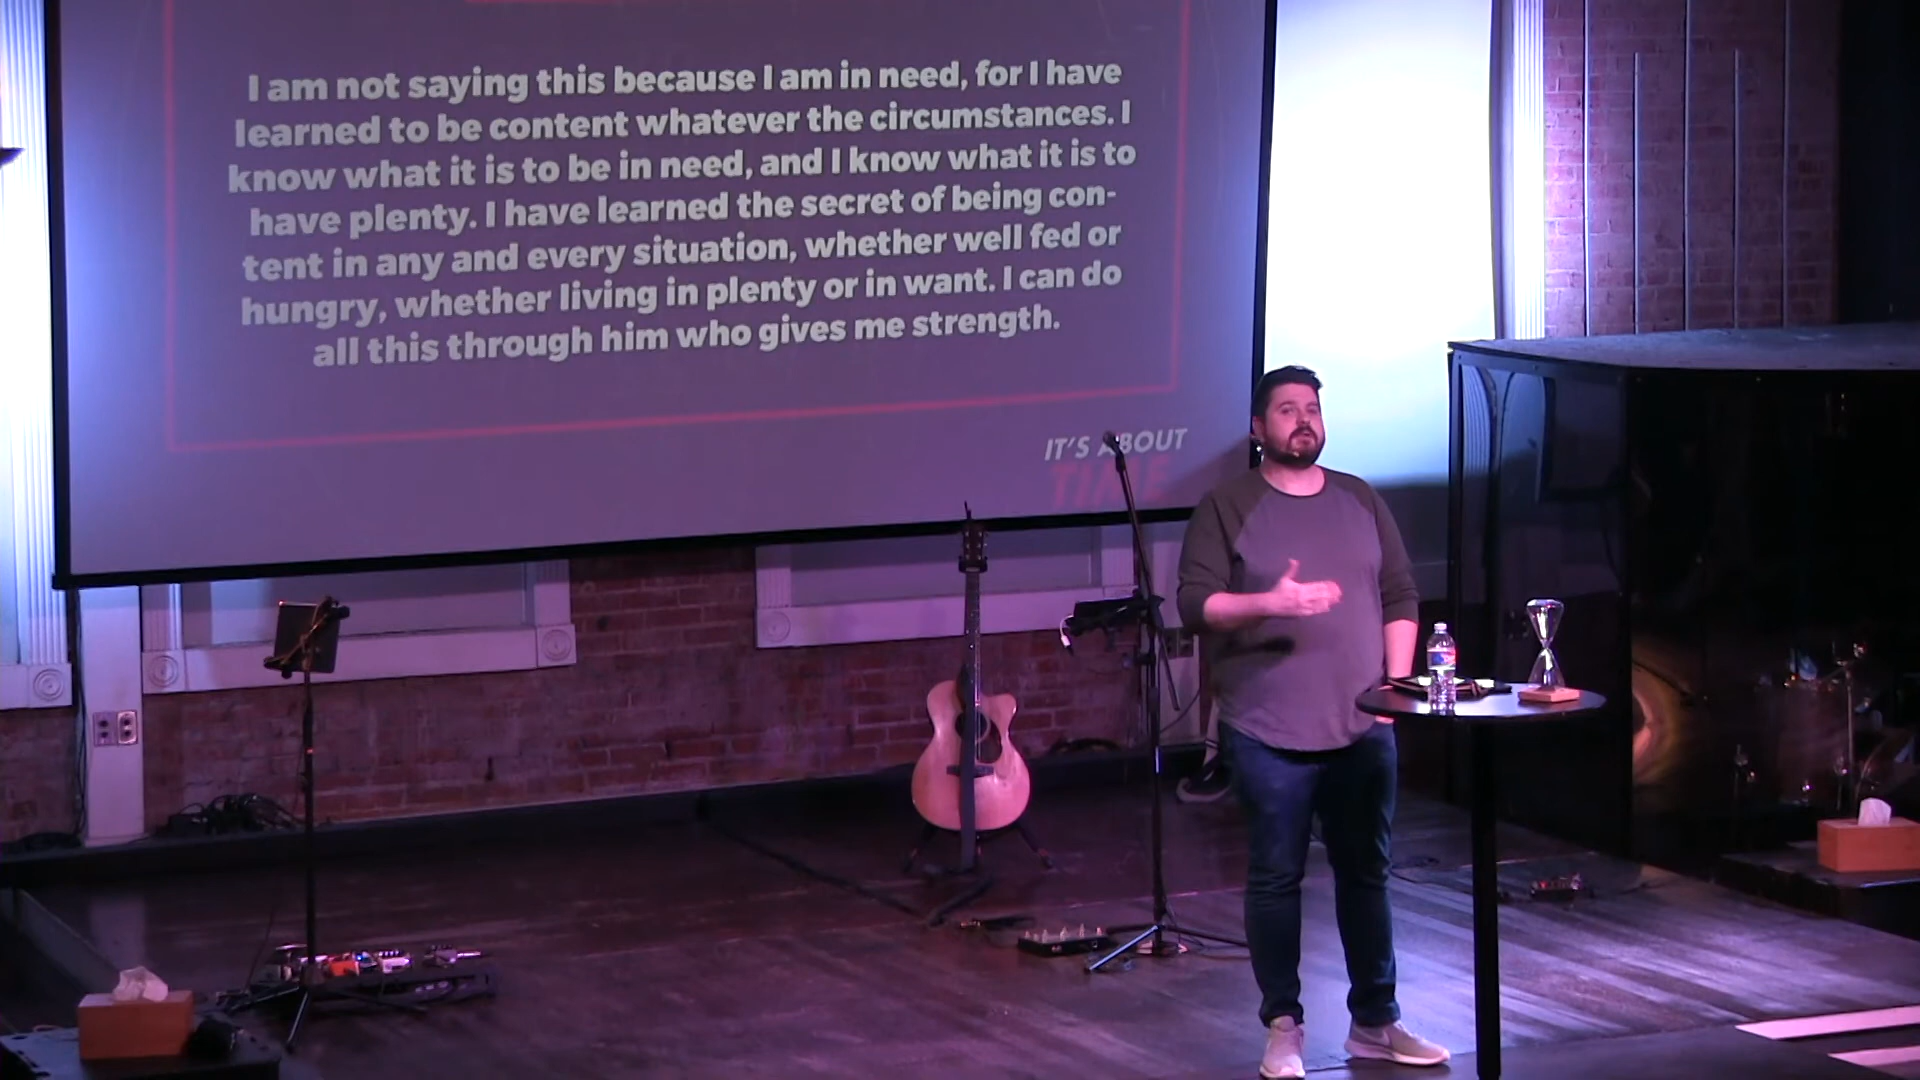 I am not saying this because I am in need, for I have
learned to be content whatever the circumstances. I
know what it is to be in need, and I know what it is to
have plenty. I have learned the secret of being con-
tent in any and every situation, whether well fed or
hungry, whether living in plenty or in want. I can do
all this through him who gives me strength.
IT'S ABOUT
TIME